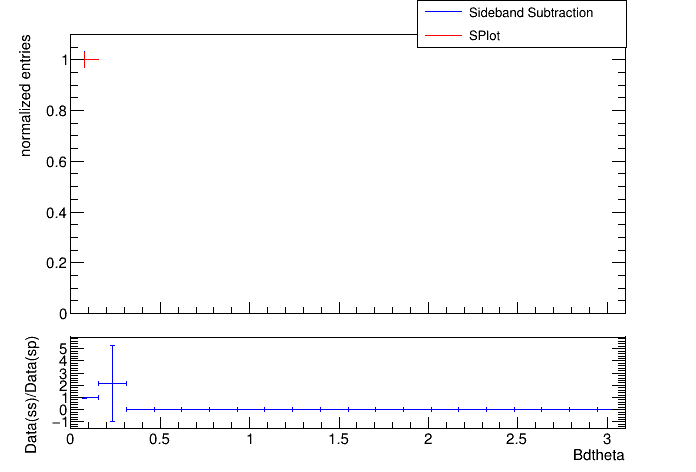 Sideband Subtraction
SPlot
normalized entries
1
0.8
0.6
0.4
0.2
0
Data(ss)/Data(sp)
5
4
3
2
1
0
−1
0 0.5 1 1.5 2 2.5 3
Bdtheta